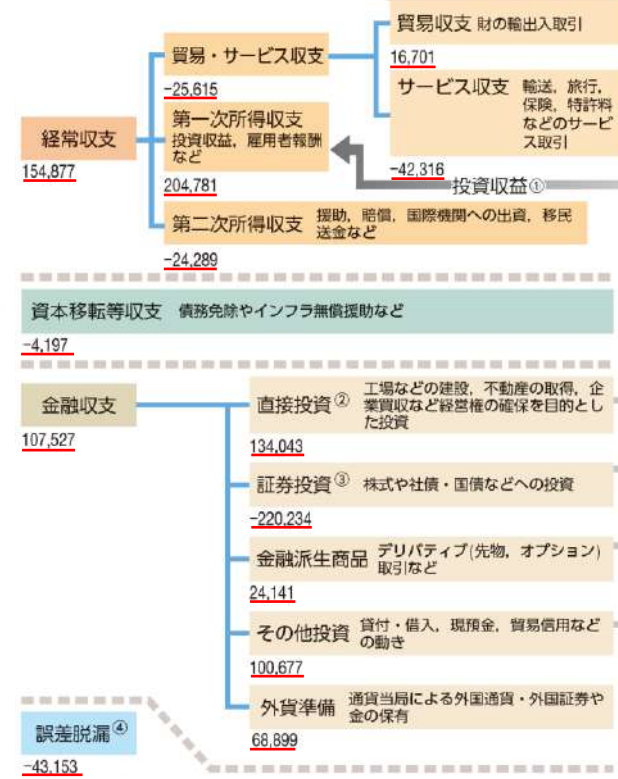 貿易収支 財の輸出入取引
16,701
貿易・サービス収支
-25,615
サービス収支 輸送，旅行，
保険，特許料
などのサービ
ス取引
-42,316
第一次所得収支
投資収益，雇用者報酬
など
204,781
経常収支
154,877
投資収益①
第二次所得収支 援助，賠償，国際機関への出資，移民
送金など
-24,289
資本移転等収支 債務免除やインフラ無償援助など
-4,197
金融収支
107,527
直接投資② 工場などの建設，不動産の取得，企
業買収など経営権の確保を目的とし
た投資
134,043
証券投資③ 株式や社債・国債などへの投資
-220,234
金融派生商品 デリバティブ(先物，オプション)
取引など
24,141
その他投資 貸付・借入，現預金，貿易信用など
の動き
100,677
外貨準備 通貨当局による外国通貨・外国証券や
金の保有
68,899
誤差脱漏④
-43,153